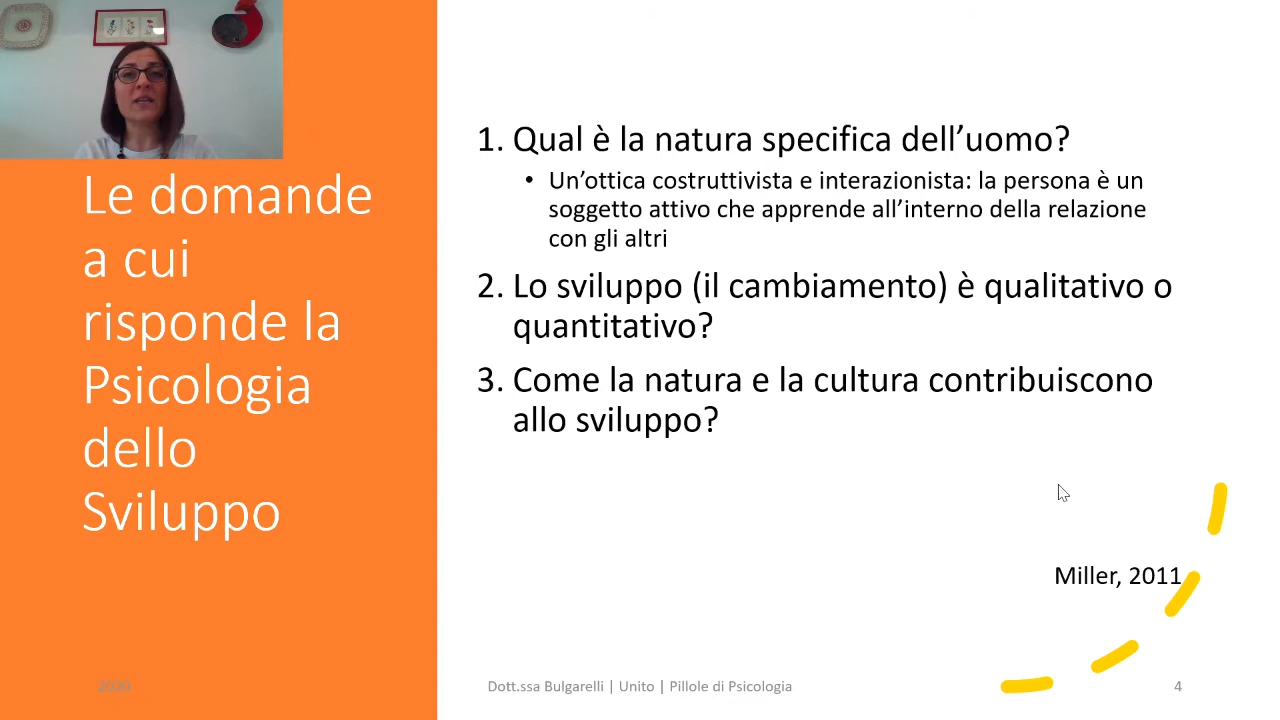 Le domande
a cui
risponde la
Psicologia
dello
Sviluppo
1. Qual è la natura specifica dell’uomo?
• Un’ottica costruttivista e interazionista: la persona è un
soggetto attivo che apprende all’interno della relazione
con gli altri
2. Lo sviluppo (il cambiamento) è qualitativo o
quantitativo?
3. Come la natura e la cultura contribuiscono
allo sviluppo?
Miller, 2011
2020
Dott.ssa Bulgarelli | Unito | Pillole di Psicologia
4